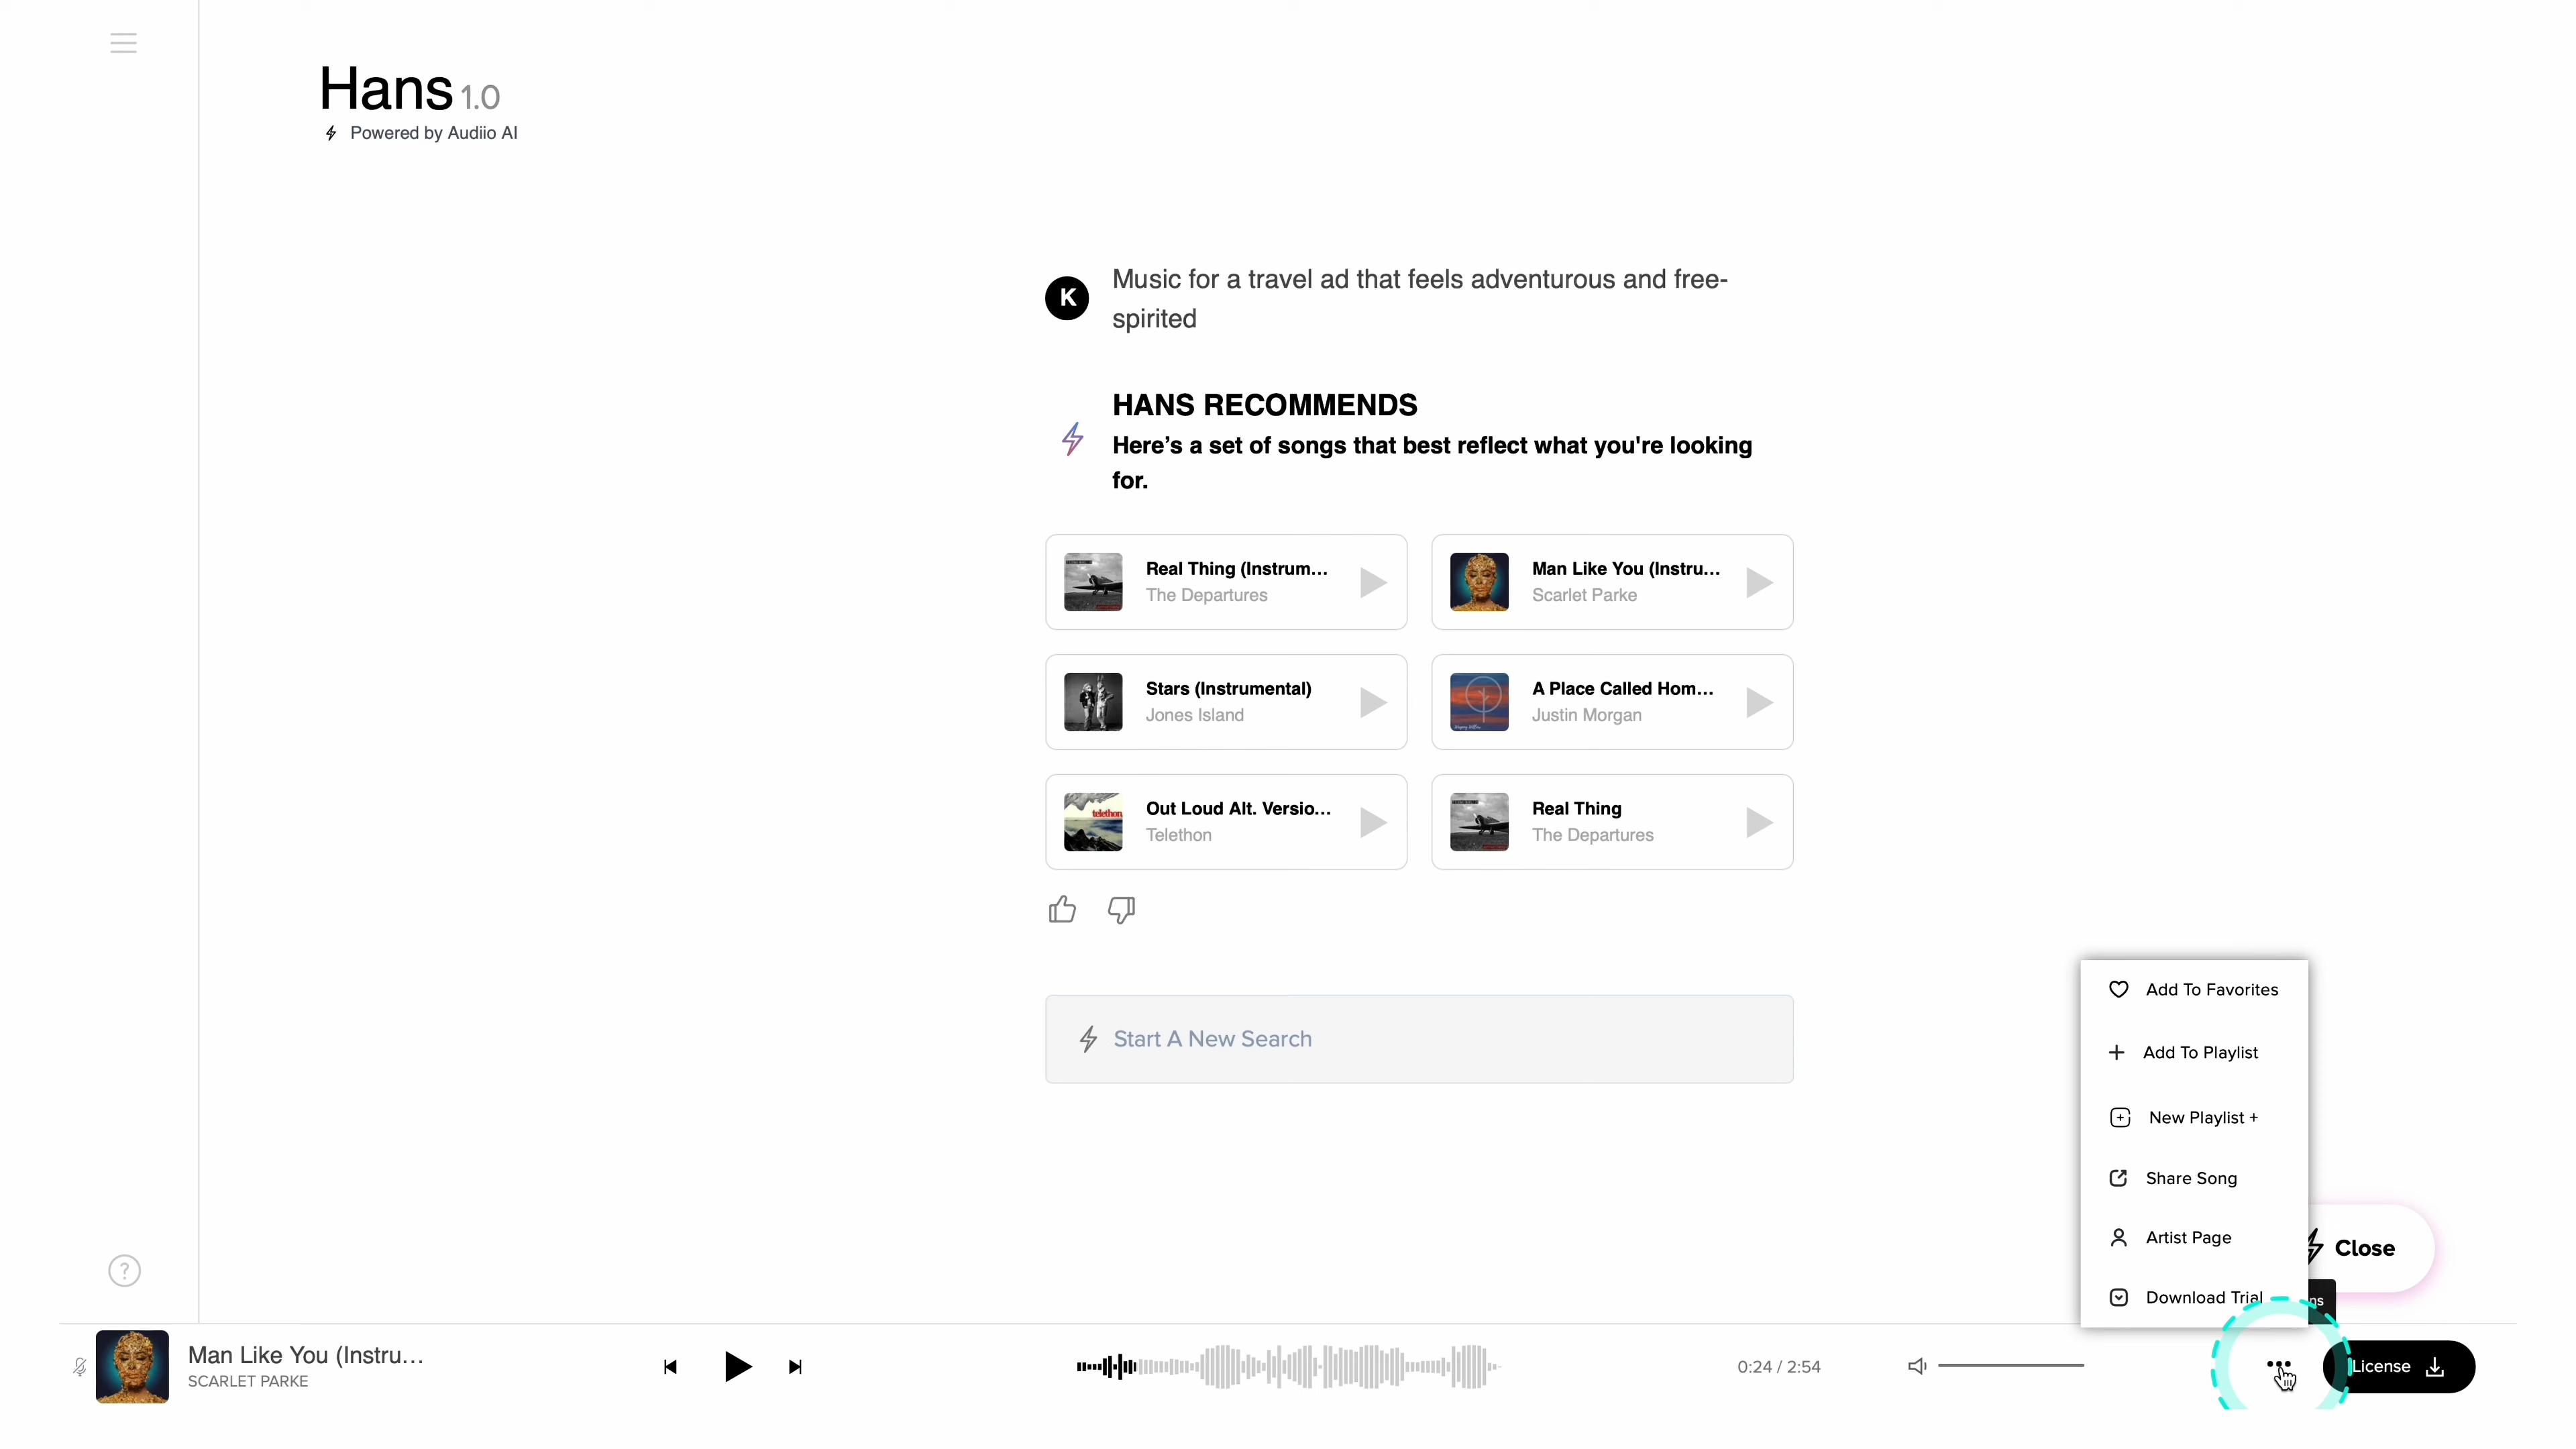 Hans 1.0
Powered by Audiio AI
K
Music for a travel ad that feels adventurous and free-
spirited
HANS RECOMMENDS
Here’s a set of songs that best reflect what you're looking
for.
Real Thing (Instrum...
The Departures
Man Like You (Instru...
Scarlet Parke
Stars (Instrumental)
Jones Island
A Place Called Hom...
Justin Morgan
telethon
Out Loud Alt. Versio...
Telethon
Real Thing
The Departures
Start A New Search
Add To Favorites
Add To Playlist
New Playlist +
Share Song
Artist Page
Download Trial
Close
ns
?
Man Like You (Instru...
SCARLET PARKE
0:24 / 2:54
License